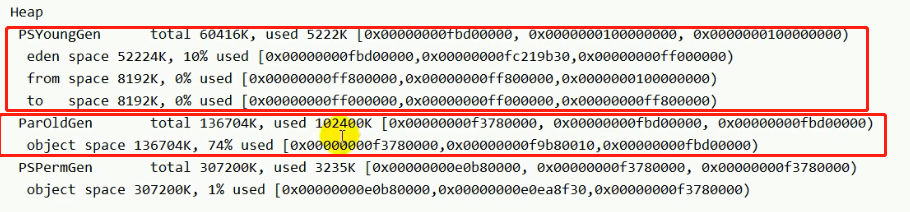 Heap
PSYoungGen total 60416K, used 5222K [0x00000000fbd00000, 0x0000000100000000, 0x0000000100000000)
eden space 52224K, 10% used [0x00000000fbd00000,0x00000000fc219b30,0x00000000ff000000)
from space 8192K, 0% used [0x00000000ff800000,0x00000000ff800000,0x0000000100000000)
to space 8192K, 0% used [0x00000000ff000000,0x00000000ff000000,0x00000000ff800000)
ParOldGen total 136704K, used 102400K [0x00000000f3780000, 0x00000000fbd00000, 0x00000000fbd00000)
object space 136704K, 74% used [0x00000000f3780000,0x00000000f9b80010,0x00000000fbd00000)
PSPermGen total 307200K, used 3235K [0x00000000e0b80000, 0x00000000f3780000, 0x00000000f3780000)
object space 307200K, 1% used [0x00000000e0b80000,0x00000000e0ea8f30,0x00000000f3780000)